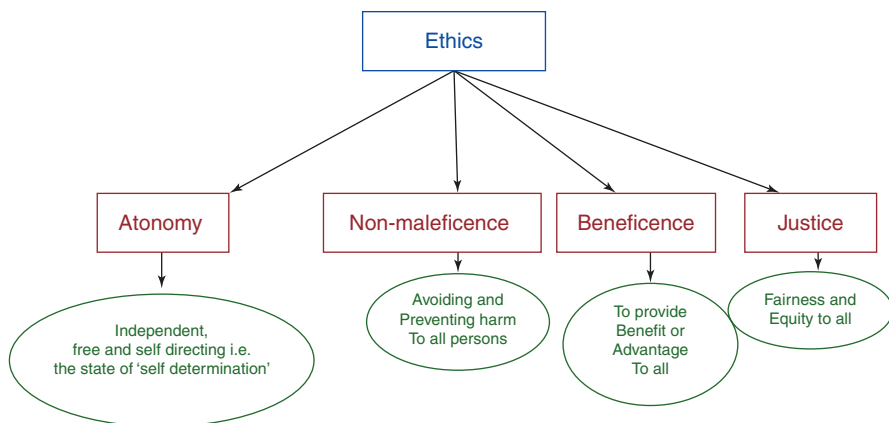 Ethics
Atonomy
Non-maleficence
Beneficence
Justice
Independent,
free and self directing i.e.
the state of ‘self determination’
Avoiding and
Preventing harm
To all persons
To provide
Benefit or
Advantage
To all
Fairness and
Equity to all